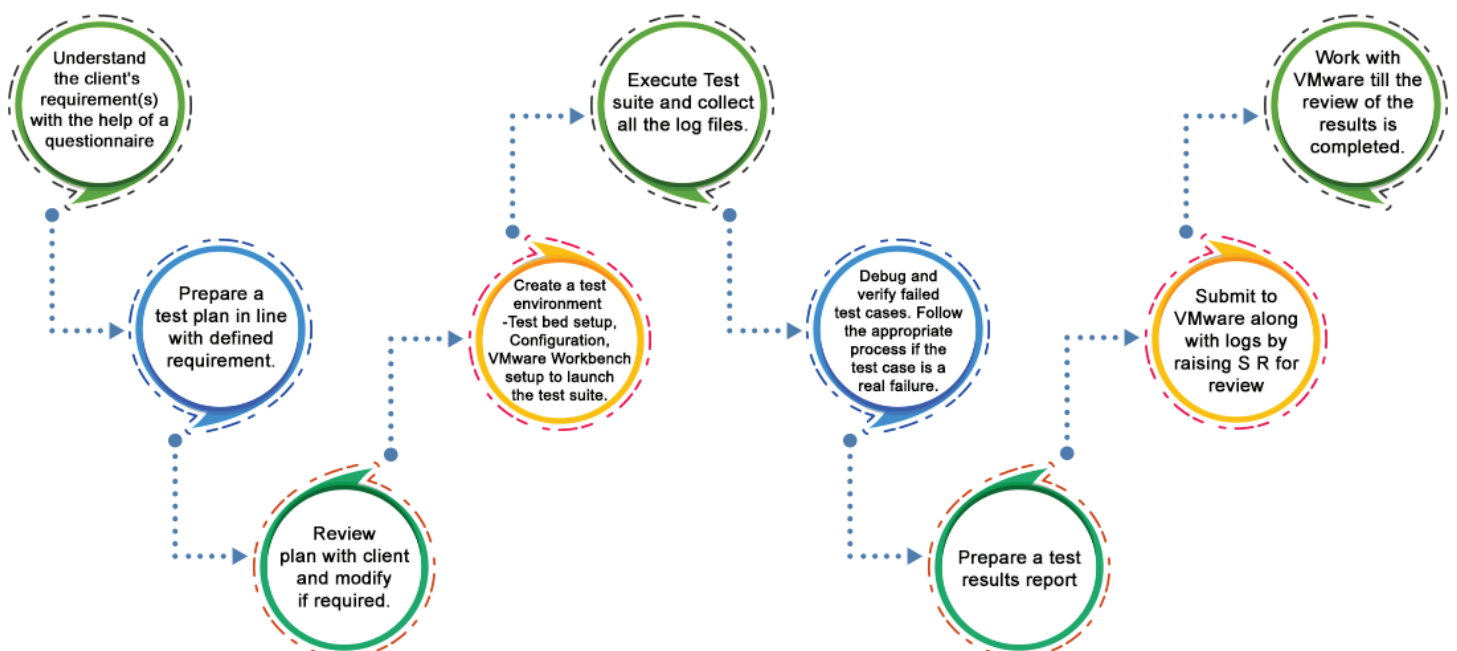 Understand
the client's
requirement(s)
with the help of a
questionnaire
Prepare a
test plan in line
with defined
requirement.
Review
plan with client
and modify
if required.
Create a test
environment
-Test bed setup,
Configuration,
VMware Workbench
setup to launch
the test suite.
Execute Test
suite and collect
all the log files.
Debug and
verify failed
test cases. Follow
the appropriate
process if the
test case is a
real failure.
Prepare a test
results report
Submit to
VMware along
with logs by
raising S R for
review
Work with
VMware till the
review of the
results is
completed.